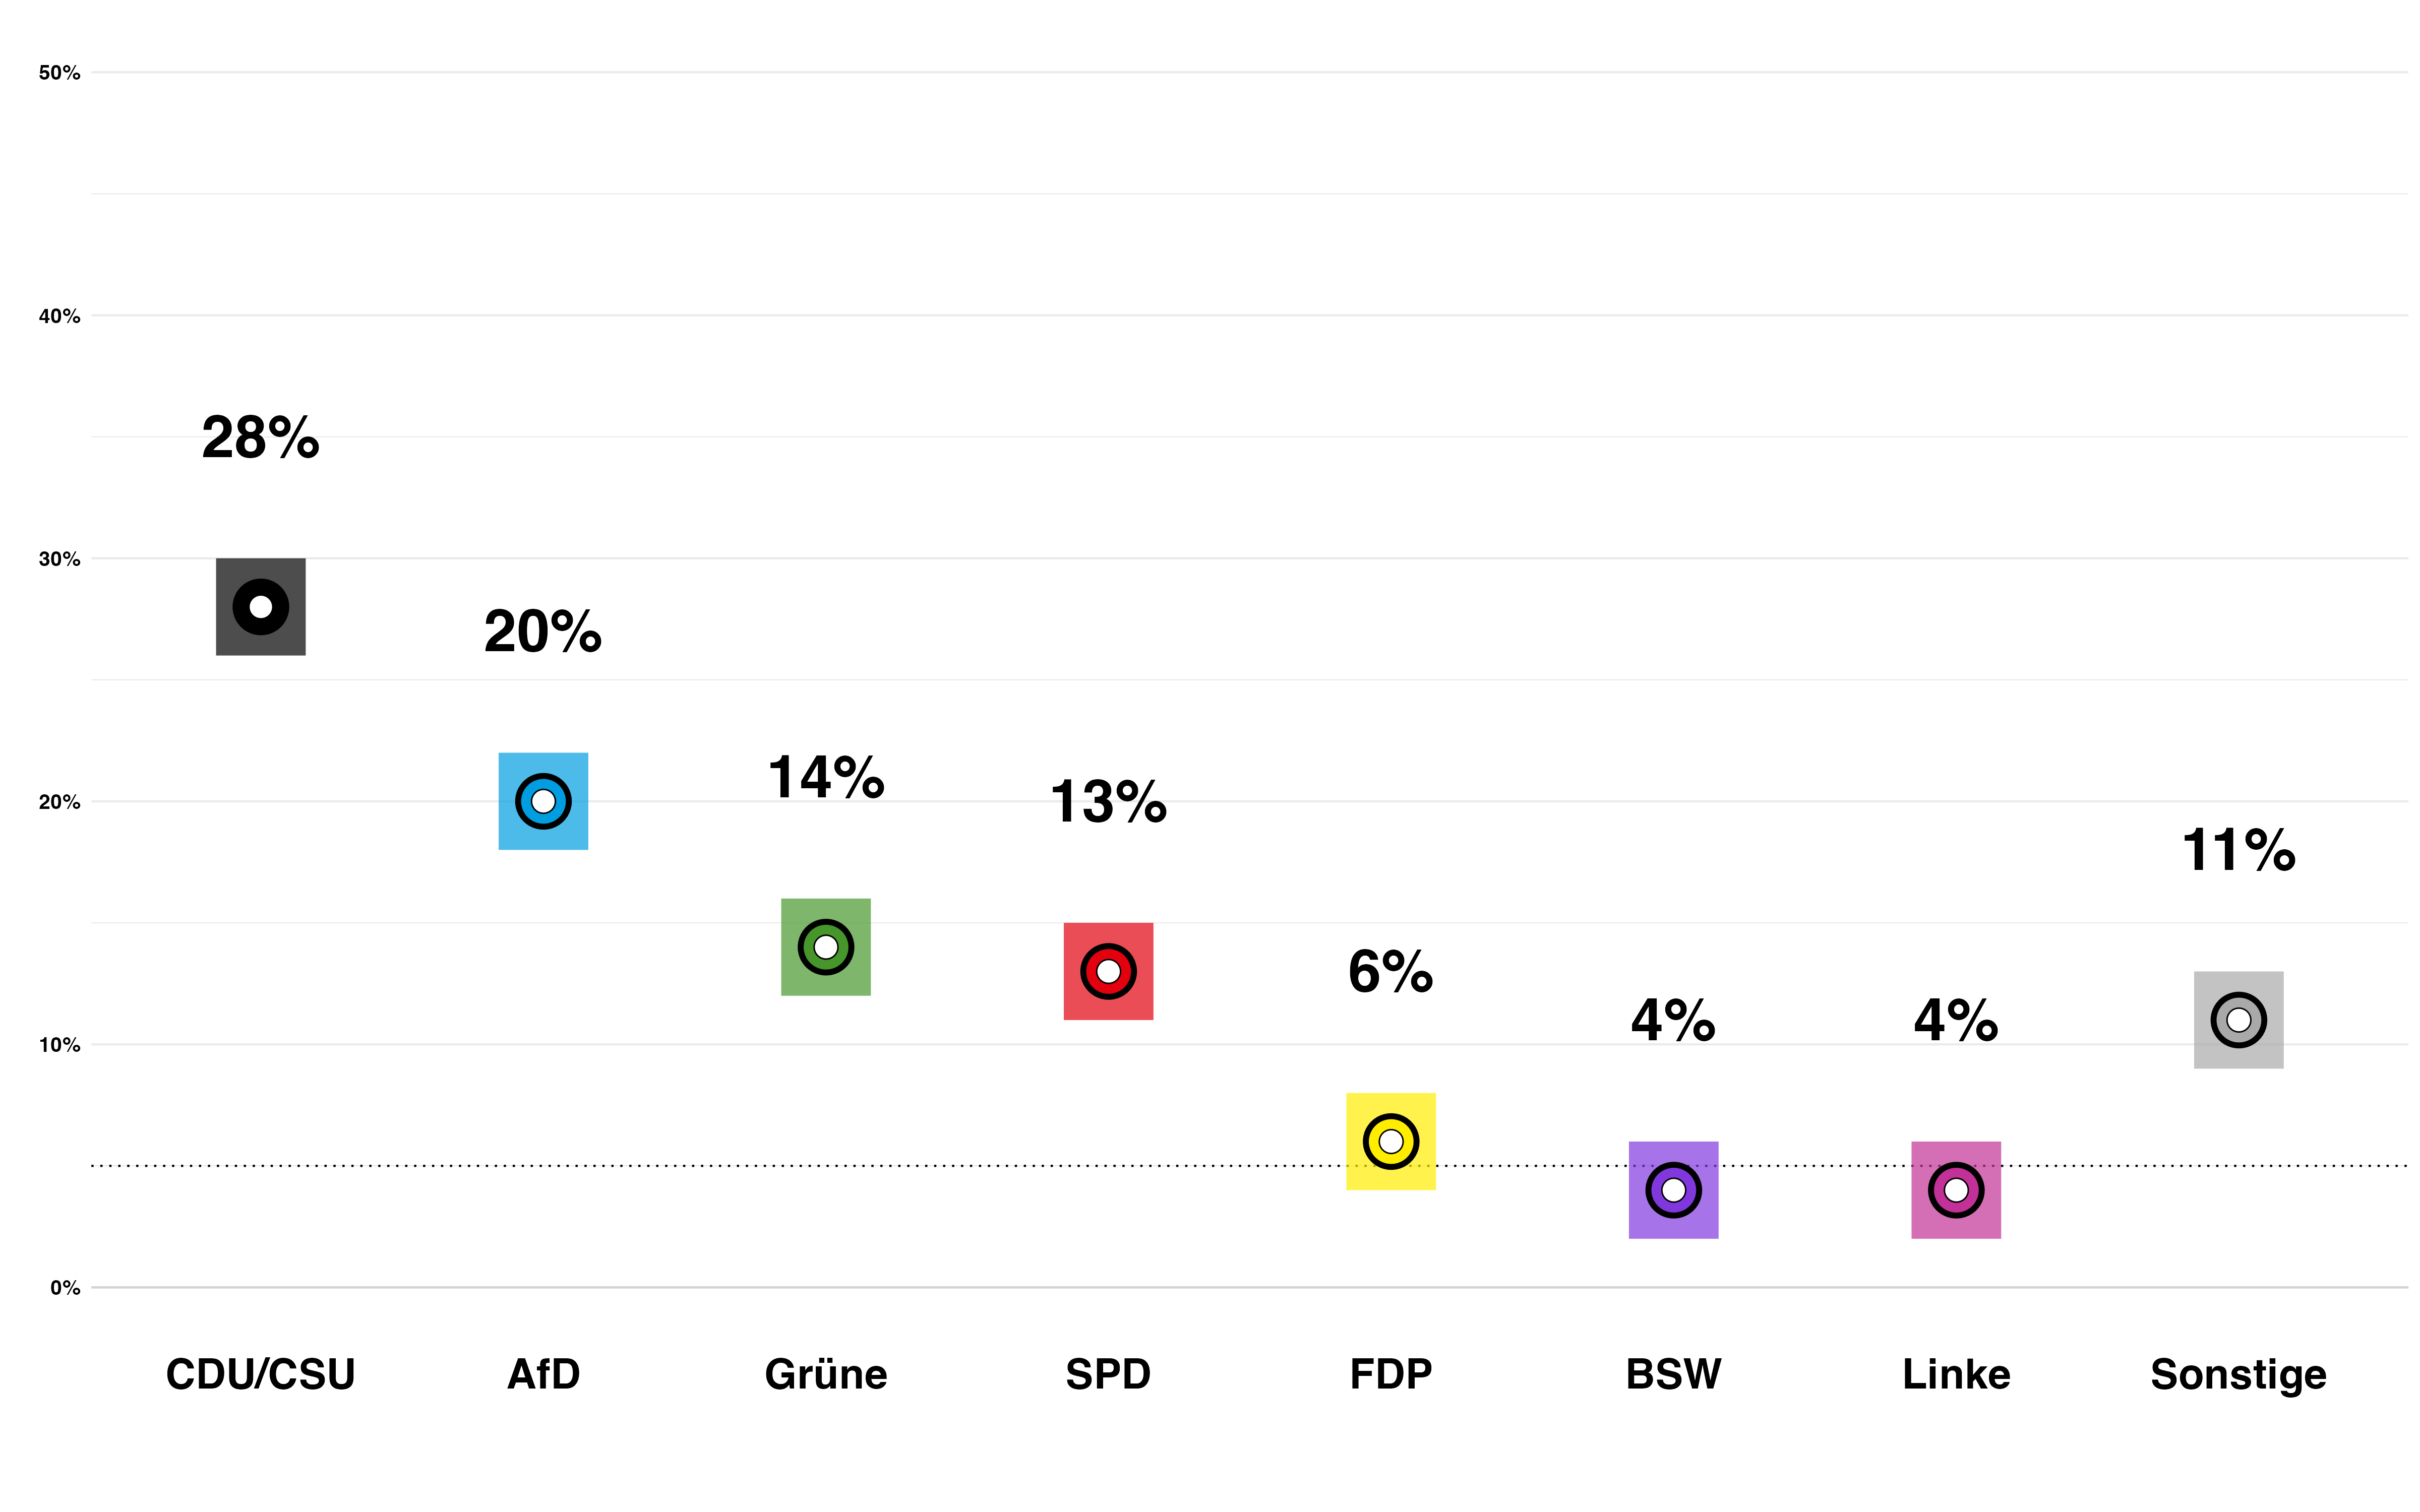 50%
40%
28%
30%
20%
14%
13%
20%
11%
6%
4%
4%
10%
0%
CDU/CSU
AfD
Grüne
SPD
FDP
BSW
Linke
Sonstige